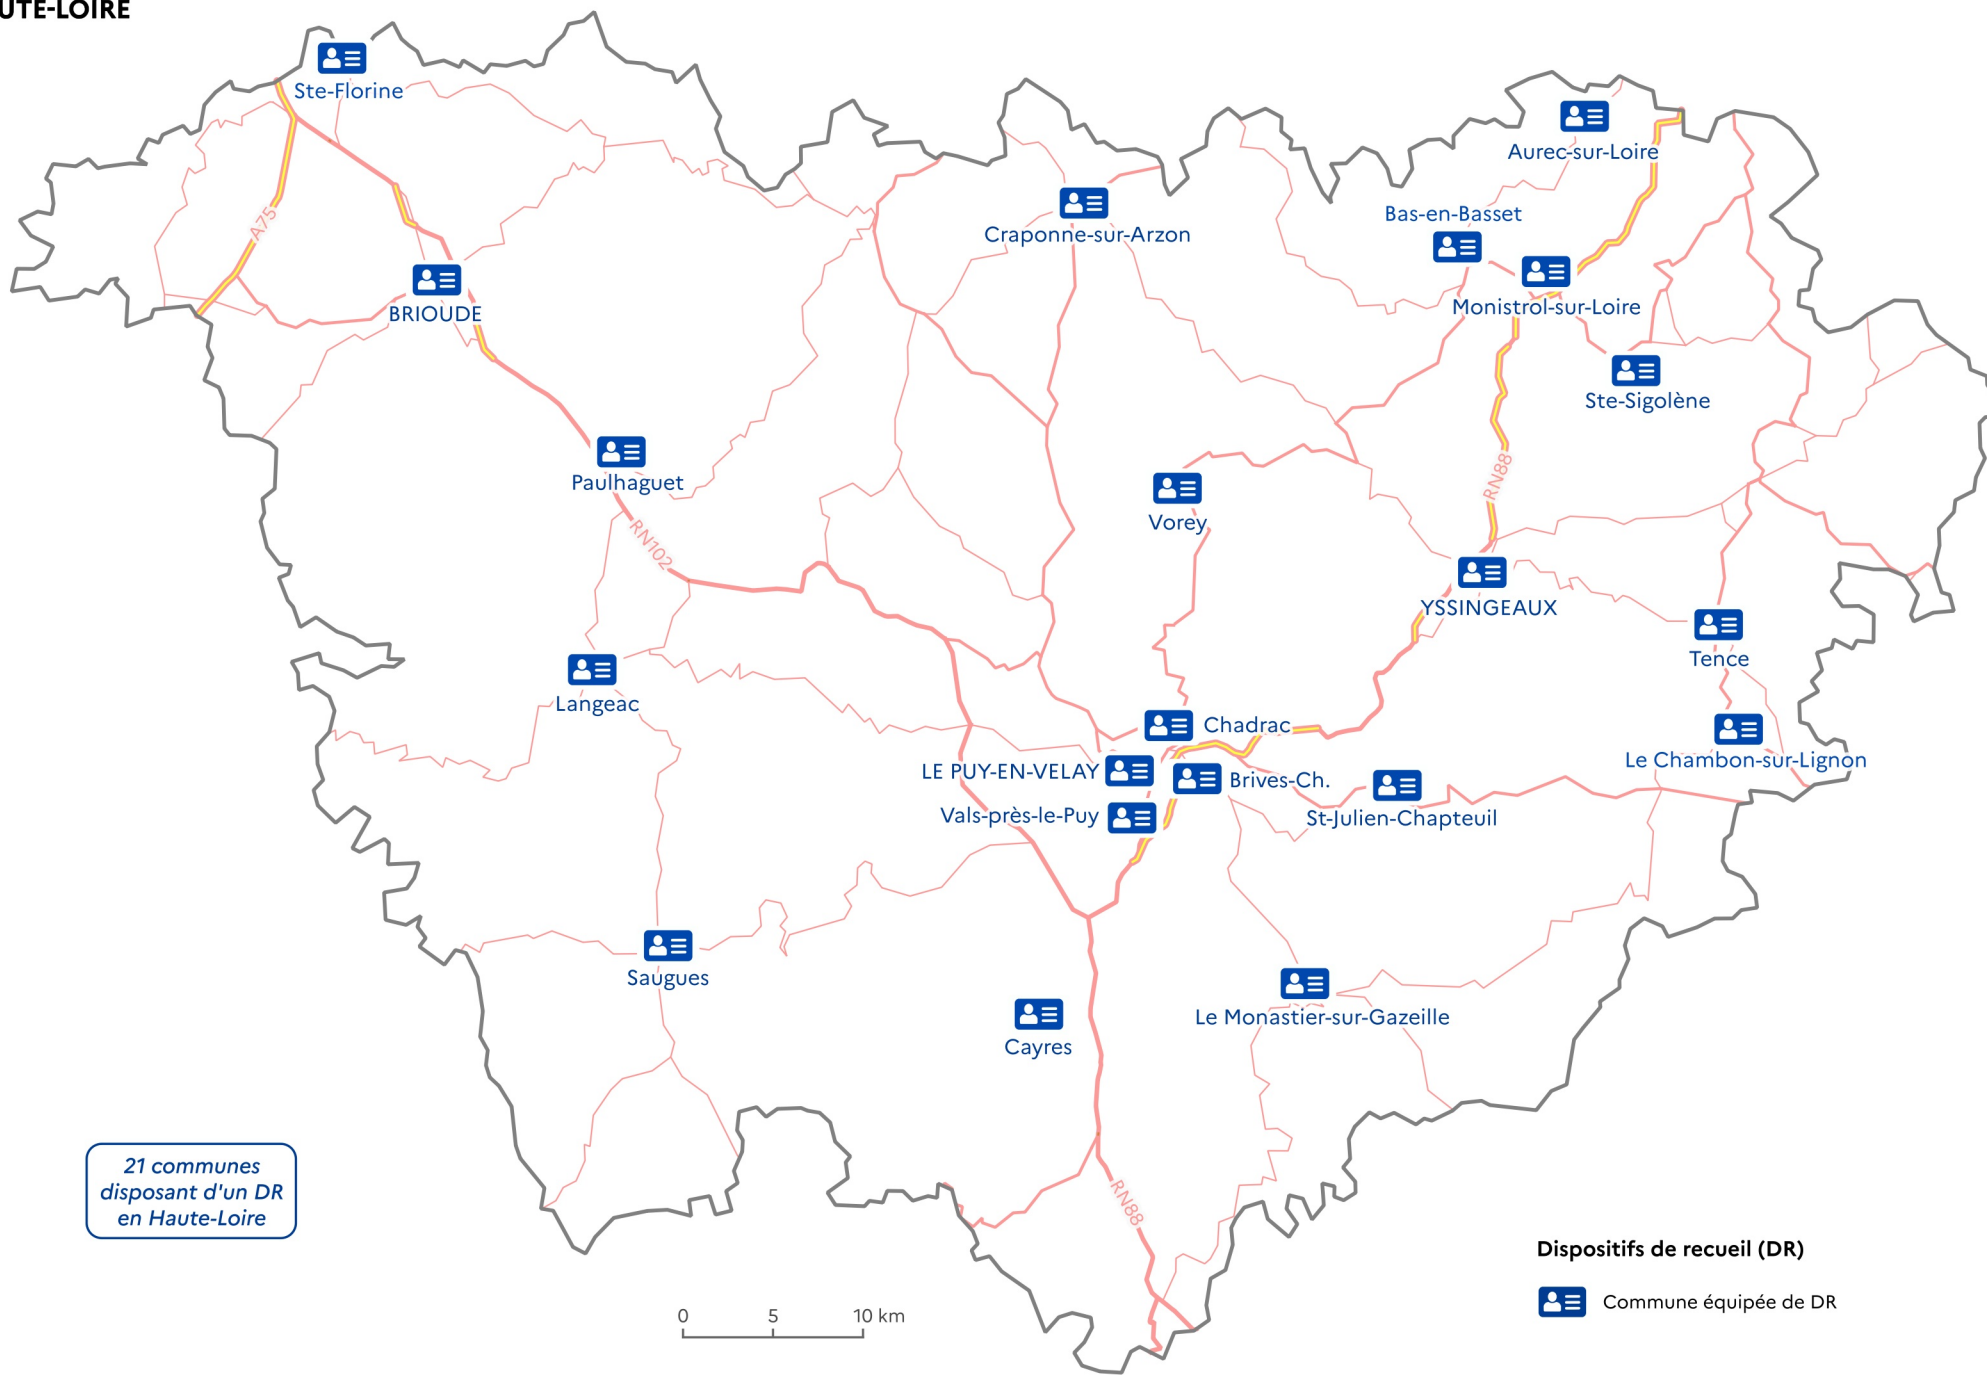 UTE-LOIRE
Ste-Florine
Aurec-sur-Loire
A75
Bas-en-Basset
Craponne-sur-Arzon
BRIOUDE
Monistrol-sur-Loire
Ste-Sigolène
Paulhaguet
RN88
Vorey
RN102
YSSINGEAUX
Tence
Langeac
Chadrac
Le Chambon-sur-Lignon
LE PUY-EN-VELAY
Brives-Ch.
Vals-près-le-Puy
St-Julien-Chapteuil
Saugues
Le Monastier-sur-Gazeille
Cayres
21 communes
disposant d'un DR
en Haute-Loire
RN88
Dispositifs de recueil (DR)
Commune équipée de DR
0 5 10 km